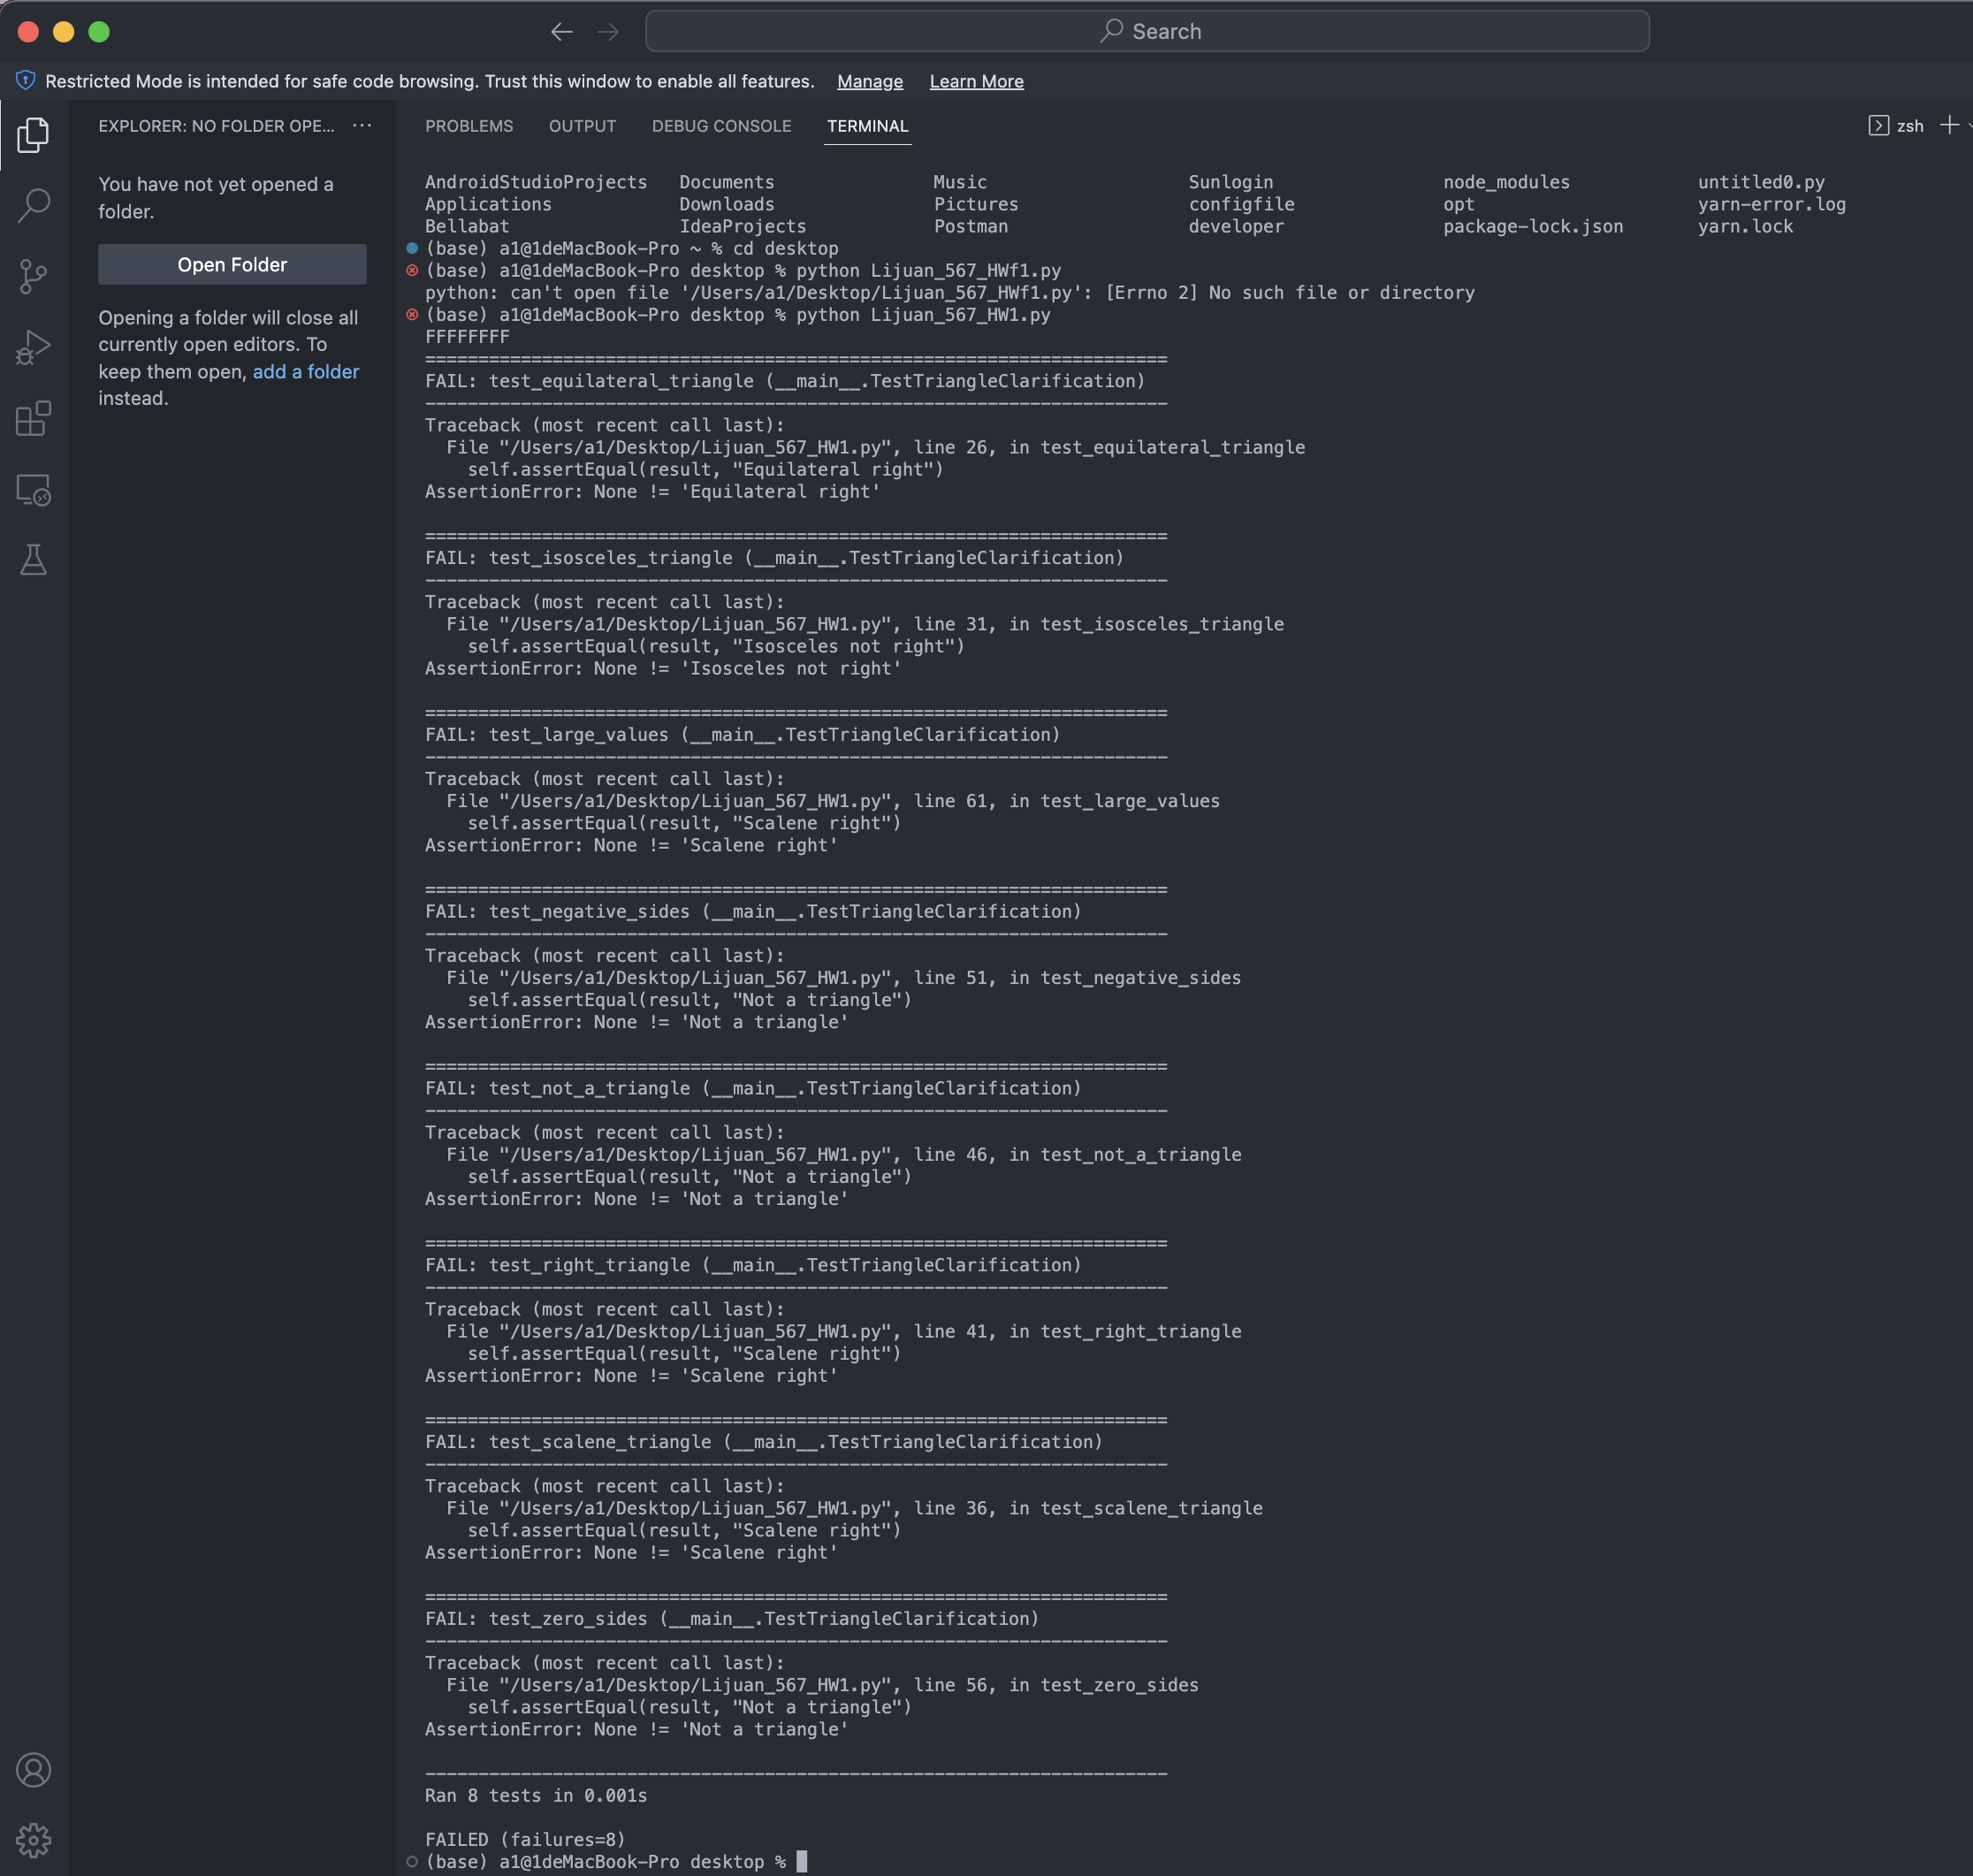 Search
Restricted Mode is intended for safe code browsing. Trust this window to enable all features. Manage Learn More
EXPLORER: NO FOLDER OPE... ···
You have not yet opened a
folder.
Open Folder
Opening a folder will close all
currently open editors. To
keep them open, add a folder
instead.
PROBLEMS OUTPUT DEBUG CONSOLE TERMINAL
zsh
AndroidStudioProjects Documents Music Sunlogin node_modules untitled0.py
Applications Downloads Pictures configfile opt yarn-error.log
Bellabat IdeaProjects Postman developer package-lock.json yarn.lock
(base) a1@1deMacBook-Pro ~ % cd desktop
(base) a1@1deMacBook-Pro desktop % python Lijuan_567_HWf1.py
python: can't open file '/Users/a1/Desktop/Lijuan_567_HWf1.py': [Errno 2] No such file or directory
(base) a1@1deMacBook-Pro desktop % python Lijuan_567_HW1.py
FFFFFFFF
======================================================================
FAIL: test_equilateral_triangle (__main__.TestTriangleClarification)
----------------------------------------------------------------------
Traceback (most recent call last):
File "/Users/a1/Desktop/Lijuan_567_HW1.py", line 26, in test_equilateral_triangle
self.assertEqual(result, "Equilateral right")
AssertionError: None != 'Equilateral right'
======================================================================
FAIL: test_isosceles_triangle (__main__.TestTriangleClarification)
----------------------------------------------------------------------
Traceback (most recent call last):
File "/Users/a1/Desktop/Lijuan_567_HW1.py", line 31, in test_isosceles_triangle
self.assertEqual(result, "Isosceles not right")
AssertionError: None != 'Isosceles not right'
======================================================================
FAIL: test_large_values (__main__.TestTriangleClarification)
----------------------------------------------------------------------
Traceback (most recent call last):
File "/Users/a1/Desktop/Lijuan_567_HW1.py", line 61, in test_large_values
self.assertEqual(result, "Scalene right")
AssertionError: None != 'Scalene right'
======================================================================
FAIL: test_negative_sides (__main__.TestTriangleClarification)
----------------------------------------------------------------------
Traceback (most recent call last):
File "/Users/a1/Desktop/Lijuan_567_HW1.py", line 51, in test_negative_sides
self.assertEqual(result, "Not a triangle")
AssertionError: None != 'Not a triangle'
======================================================================
FAIL: test_not_a_triangle (__main__.TestTriangleClarification)
----------------------------------------------------------------------
Traceback (most recent call last):
File "/Users/a1/Desktop/Lijuan_567_HW1.py", line 46, in test_not_a_triangle
self.assertEqual(result, "Not a triangle")
AssertionError: None != 'Not a triangle'
======================================================================
FAIL: test_right_triangle (__main__.TestTriangleClarification)
----------------------------------------------------------------------
Traceback (most recent call last):
File "/Users/a1/Desktop/Lijuan_567_HW1.py", line 41, in test_right_triangle
self.assertEqual(result, "Scalene right")
AssertionError: None != 'Scalene right'
======================================================================
FAIL: test_scalene_triangle (__main__.TestTriangleClarification)
----------------------------------------------------------------------
Traceback (most recent call last):
File "/Users/a1/Desktop/Lijuan_567_HW1.py", line 36, in test_scalene_triangle
self.assertEqual(result, "Scalene right")
AssertionError: None != 'Scalene right'
======================================================================
FAIL: test_zero_sides (__main__.TestTriangleClarification)
----------------------------------------------------------------------
Traceback (most recent call last):
File "/Users/a1/Desktop/Lijuan_567_HW1.py", line 56, in test_zero_sides
self.assertEqual(result, "Not a triangle")
AssertionError: None != 'Not a triangle'
----------------------------------------------------------------------
Ran 8 tests in 0.001s
FAILED (failures=8)
(base) a1@1deMacBook-Pro desktop %